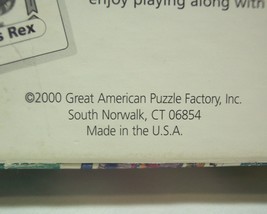 enjoy playing along with
s Rex
©2000 Great American Puzzle Factory, Inc.
South Norwalk, CT 06854
Made in the U.S.A.